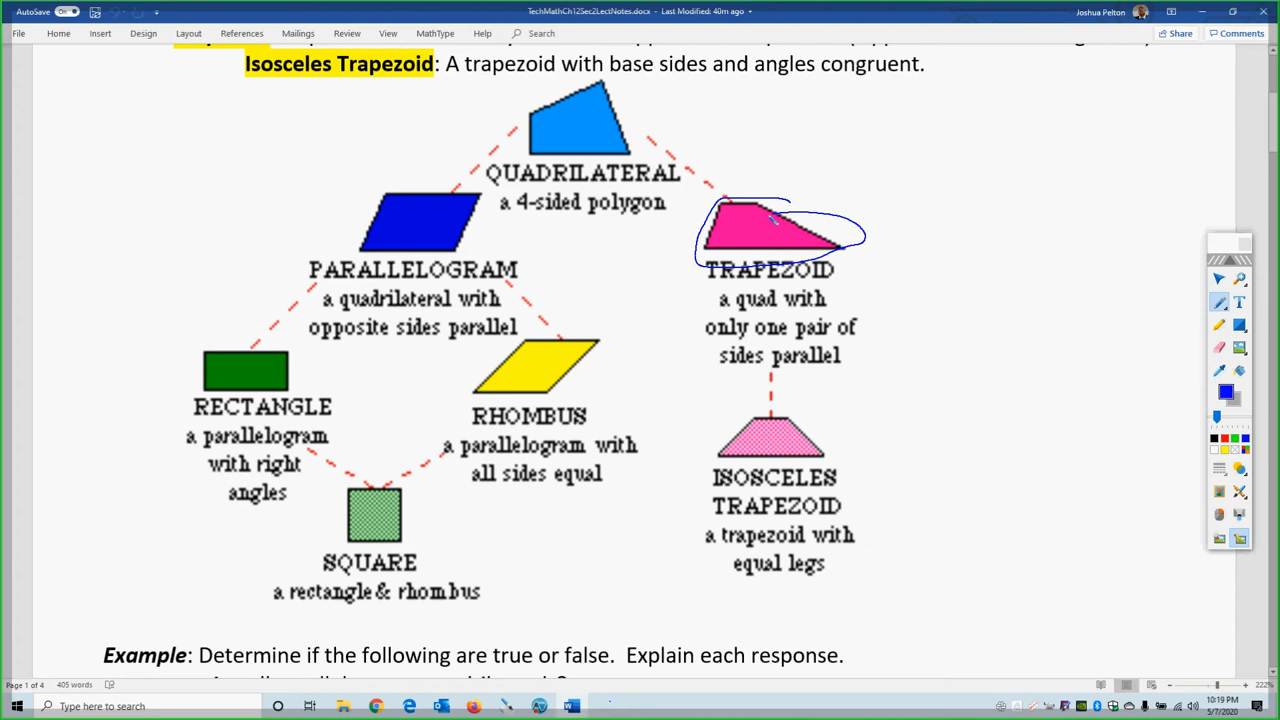 AutoSave
On
TechMathCh12Sec2LectNotes.docx - Last Modified: 40m ago
Joshua Pelton
File Home Insert Draw Design Layout References Mailings Review View MathType Help Search
Share Comments
Isosceles Trapezoid: A trapezoid with base sides and angles congruent.
QUADRILATERAL
a 4-sided polygon
PARALLELOGRAM
a quadrilateral with
opposite sides parallel
TRAPEZOID
a quad with
only one pair of
sides parallel
RECTANGLE
a parallelogram
with right
angles
RHOMBUS
a parallelogram with
all sides equal
ISOSCELES
TRAPEZOID
a trapezoid with
equal legs
SQUARE
a rectangle & rhombus
Example: Determine if the following are true or false. Explain each response.
Page 1 of 4 405 words
222%
Type here to search
10:19 PM
5/7/2020